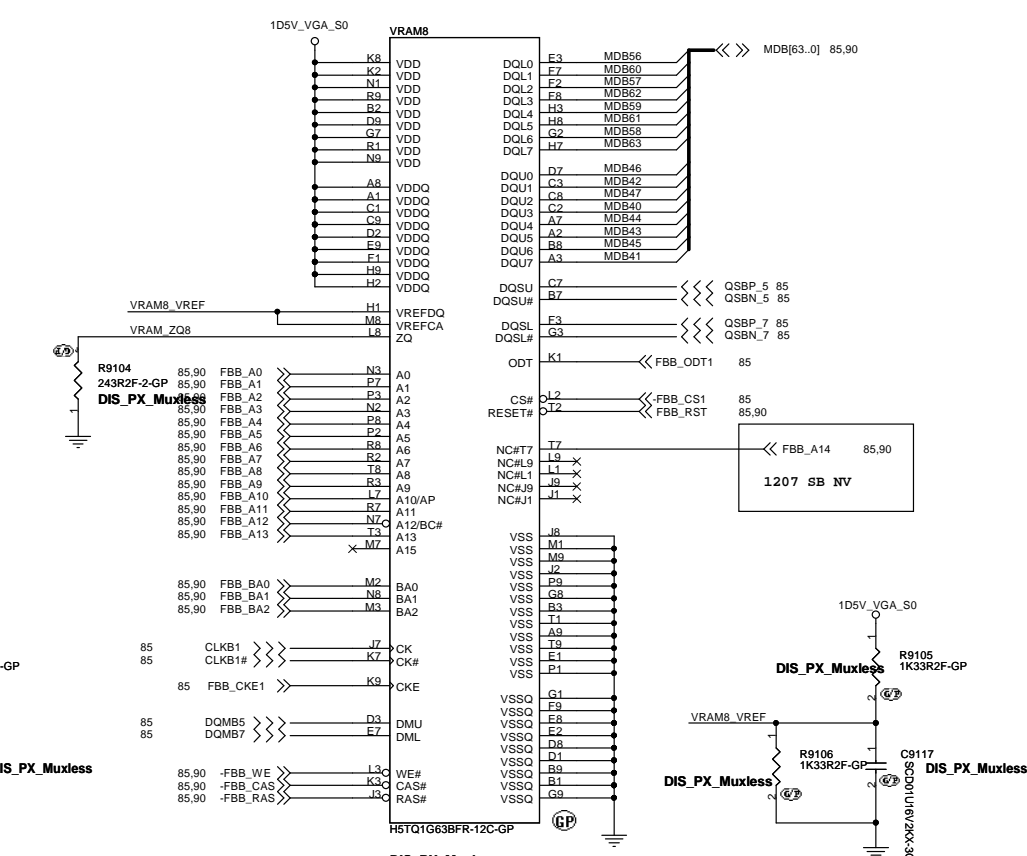 1D5V_VGA_S0
VRAM8
K8 VDD
K2 VDD
N1 VDD
R9 VDD
B2 VDD
D9 VDD
G7 VDD
R1 VDD
N9 VDD
A8 VDDQ
A1 VDDQ
C1 VDDQ
C9 VDDQ
D2 VDDQ
E9 VDDQ
F1 VDDQ
H9 VDDQ
H2 VDDQ
VRAM8_VREF H1 VREFDQ
M8 VREFCA
VRAM_ZQ8 L8 ZQ
R9104
243R2F-2-GP
DIS_PX_Muxless
1
85,90 FBB_A0 N3 A0
85,90 FBB_A1 P7 A1
85,90 FBB_A2 P3 A2
85,90 FBB_A3 N2 A3
85,90 FBB_A4 P8 A4
85,90 FBB_A5 P2 A5
85,90 FBB_A6 R8 A6
85,90 FBB_A7 R2 A7
85,90 FBB_A8 T8 A8
85,90 FBB_A9 R3 A9
85,90 FBB_A10 L7 A10/AP
85,90 FBB_A11 R7 A11
85,90 FBB_A12 N7 A12/BC#
85,90 FBB_A13 T3 A13
M7 A15
85,90 FBB_BA0 M2 BA0
85,90 FBB_BA1 N8 BA1
85,90 FBB_BA2 M3 BA2
85 CLKB1 J7 CK
85 CLKB1# K7 CK#
-GP
85 FBB_CKE1 K9 CKE
85 DQMB5 D3 DMU
85 DQMB7 E7 DML
IS_PX_Muxless
85,90 -FBB_WE L3 WE#
85,90 -FBB_CAS K3 CAS#
85,90 -FBB_RAS J3 RAS#
H5TQ1G63BFR-12C-GP
GP
DQL0 E3 MDB56
DQL1 F7 MDB60
DQL2 F2 MDB57
DQL3 F8 MDB62
DQL4 H3 MDB59
DQL5 H8 MDB61
DQL6 G2 MDB58
DQL7 H7 MDB63
MDB[63..0] 85,90
DQU0 D7 MDB46
DQU1 C3 MDB42
DQU2 C8 MDB47
DQU3 C2 MDB40
DQU4 A7 MDB44
DQU5 A2 MDB43
DQU6 B8 MDB45
DQU7 A3 MDB41
DQSU C7 QSBP_5 85
DQSU# B7 QSBN_5 85
DQSL F3 QSBP_7 85
DQSL# G3 QSBN_7 85
ODT K1 FBB_ODT1 85
CS# L2 -FBB_CS1 85
RESET# T2 FBB_RST 85,90
NC#T7 T7 FBB_A14 85,90
NC#L9 L9
NC#L1 L1
NC#J9 J9
NC#J1 J1
1207 SB NV
VSS J8
VSS M1
VSS M9
VSS J2
VSS P9
VSS G8
VSS B3
VSS T1
VSS A9
VSS T9
VSS E1
VSS P1
VSSQ G1
VSSQ F9
VSSQ E8
VSSQ E2
VSSQ D8
VSSQ D1
VSSQ B9
VSSQ B1
VSSQ G9
1D5V_VGA_S0
1
R9105
1K33R2F-GP
DIS_PX_Muxless
2 G/P
VRAM8_VREF
1
R9106
1K33R2F-GP
DIS_PX_Muxless
2 G/P
1
C9117
DIS_PX_Muxless
2 G/P